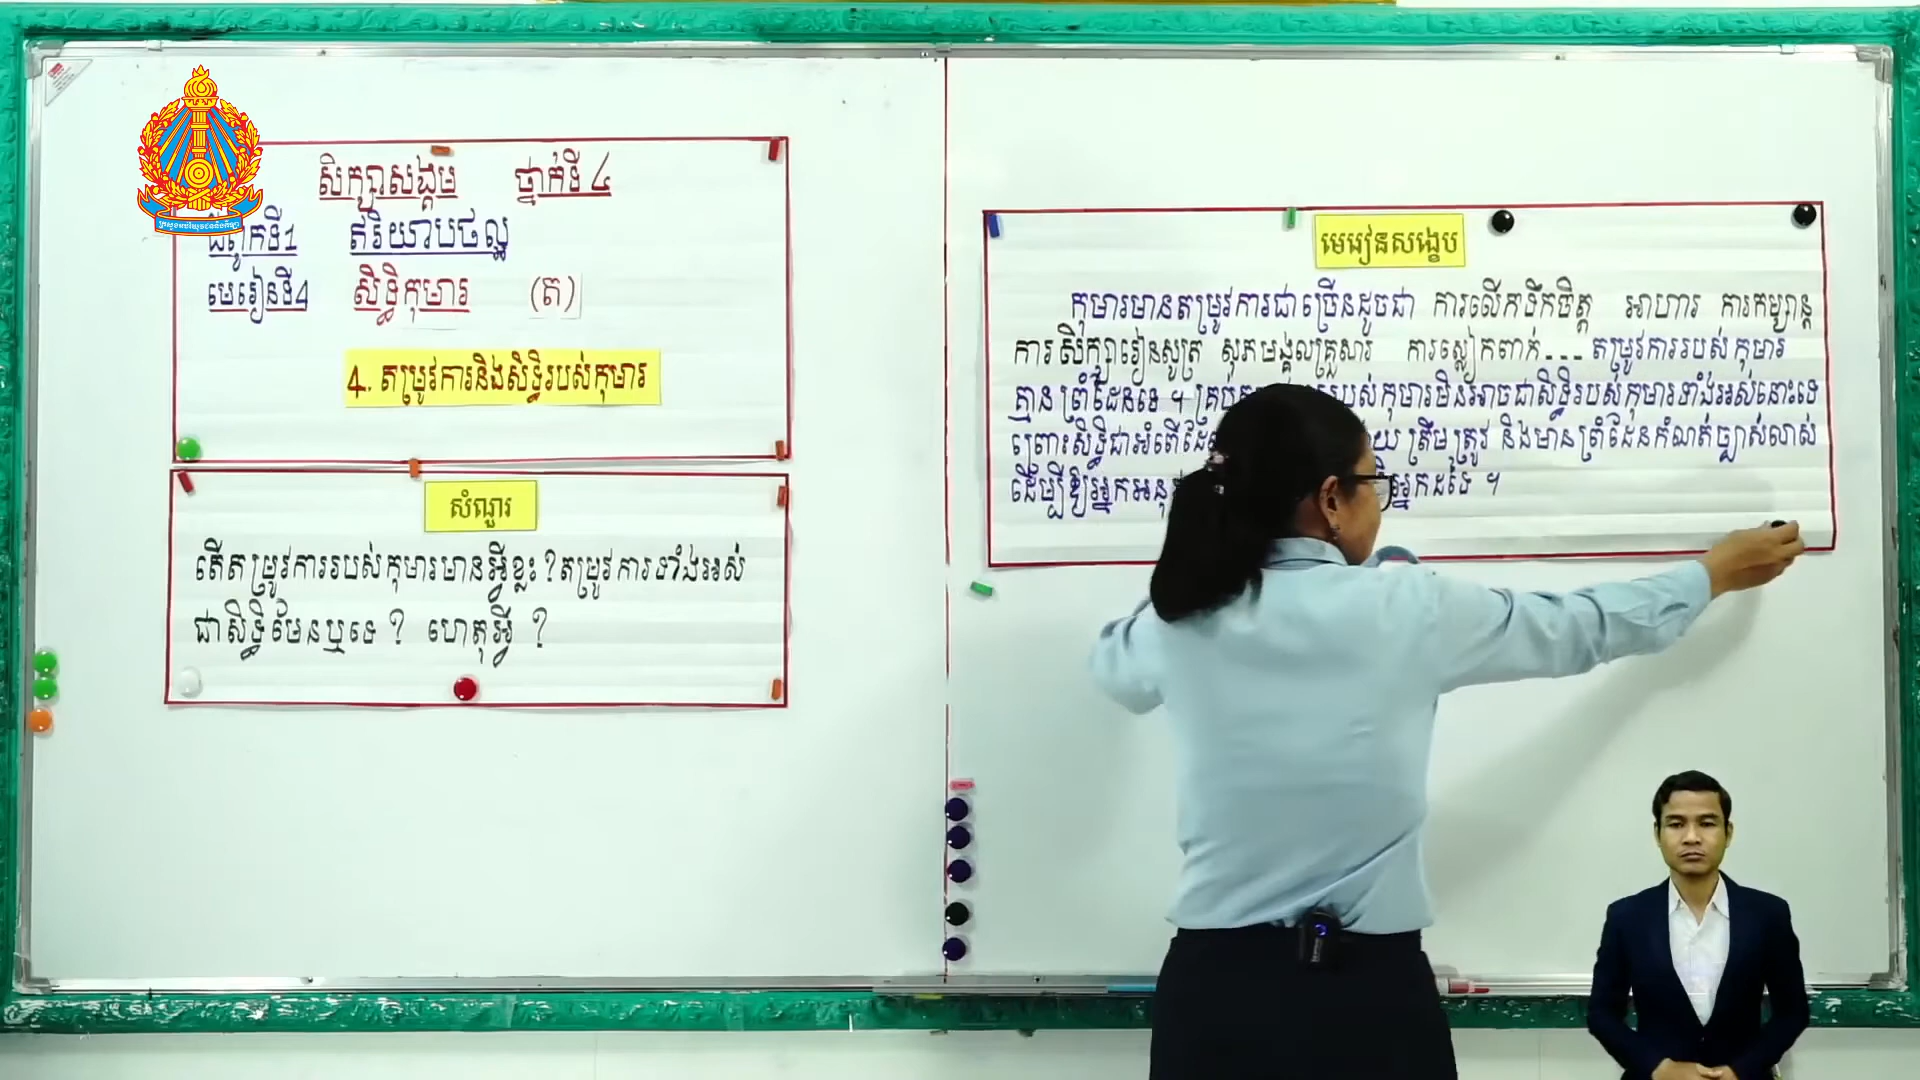 សិក្សាសង្គម ថ្នាក់ទី ៤
ជំពូកទី1 ឥរិយាបថល្អ
មេរៀនទី4 សិទ្ធិកុមារ (ត)
4. តម្រូវការនិងសិទ្ធិរបស់កុមារ
សំណួរ
តើតម្រូវការរបស់កុមារមានអ្វីខ្លះ ? តម្រូវការទាំងអស់
ជាសិទ្ធិមែនឬទេ ? ហេតុអ្វី ?
មេរៀនសង្ខេប
កុមារមានតម្រូវការជាច្រើនដូចជា ការលើកទឹកចិត្ត អាហារ ការកម្សាន្ត
ការសិក្សារៀនសូត្រ សុភមង្គលគ្រួសារ ការស្លៀកពាក់... តម្រូវការរបស់កុមារ
គ្មានព្រំដែនទេ ។ គ្រប់ របស់កុមារមិនអាចជាសិទ្ធិរបស់កុមារទាំងអស់នោះទេ
ព្រោះសិទ្ធិជាអំពើដែល ត្រឹមត្រូវ និងមានព្រំដែនកំណត់ច្បាស់លាស់
ដើម្បីឱ្យអ្នកអនុ អ្នកដទៃ ។